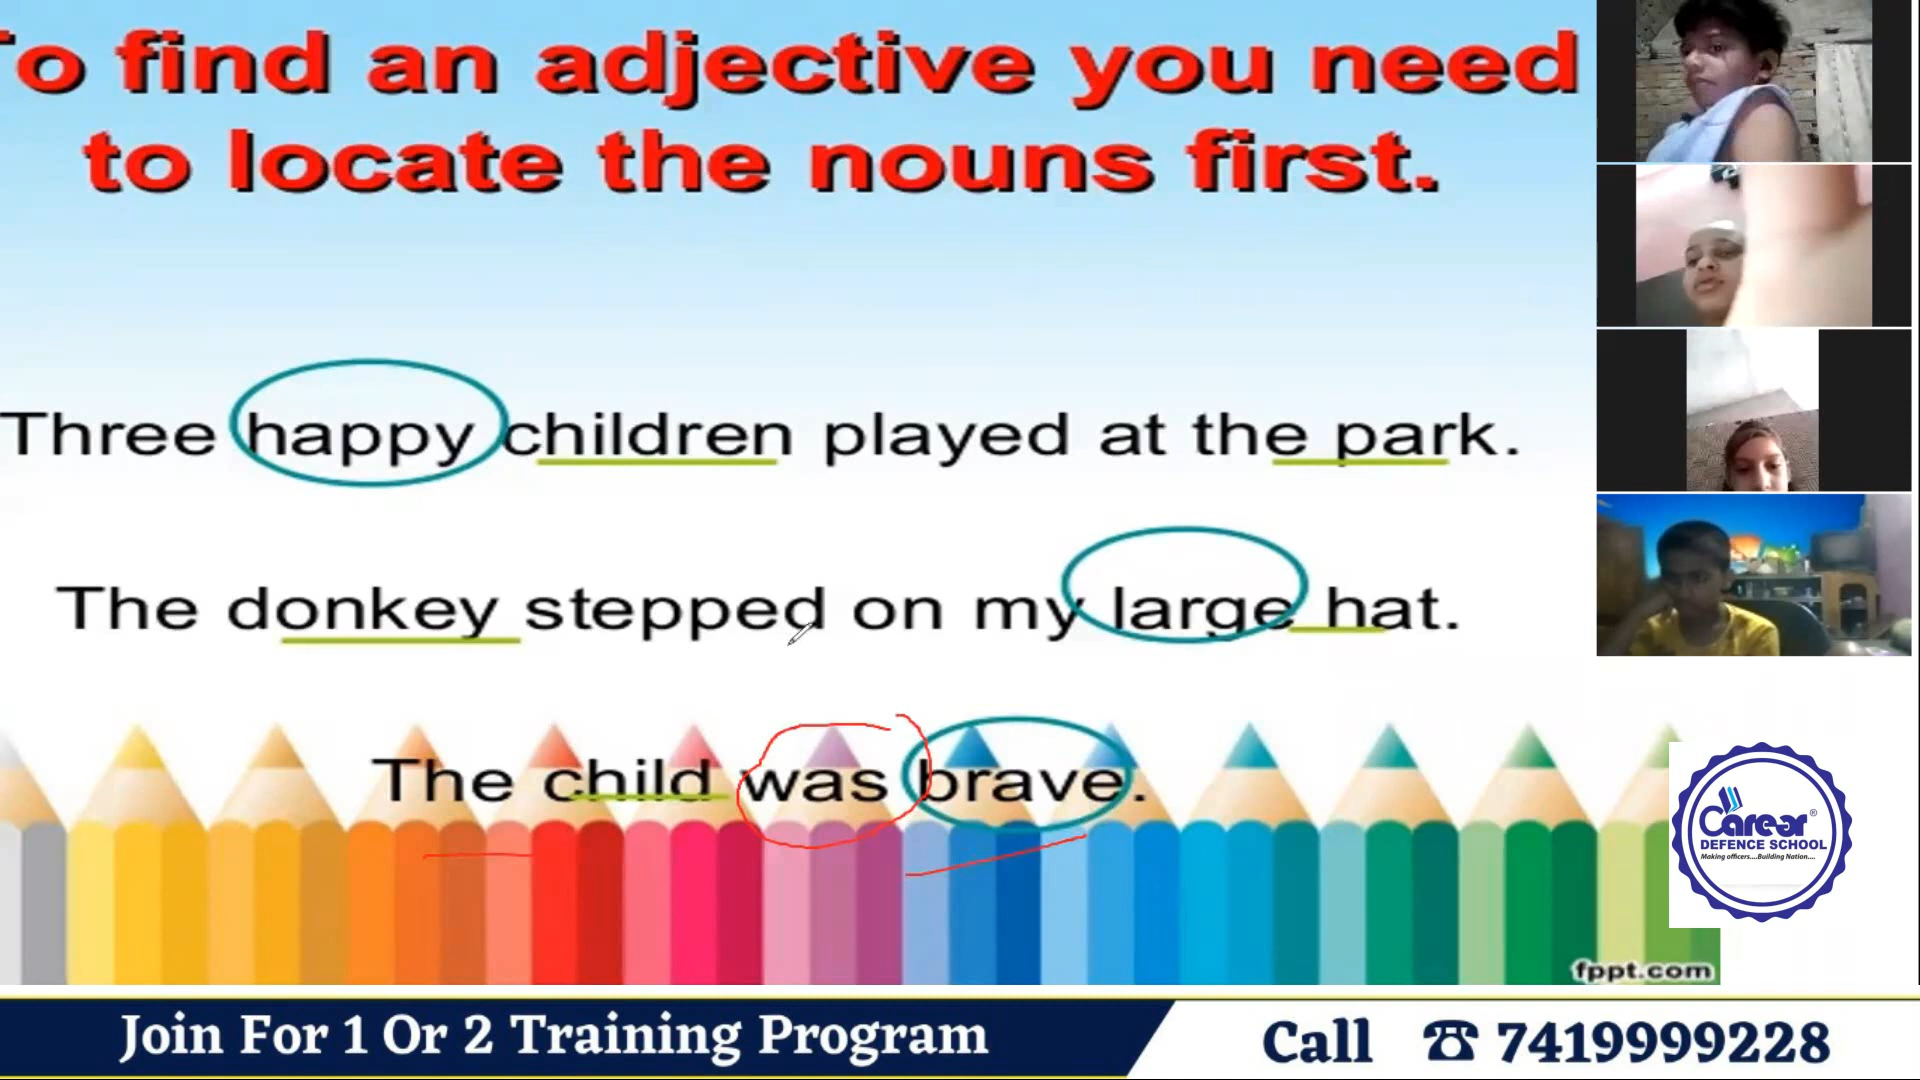 To find an adjective you need
to locate the nouns first.
Three happy children played at the park.
The donkey stepped on my large hat.
The child was brave.
Career®
DEFENCE SCHOOL
Making officers....Building Nation....
fppt.com
Join For 1 Or 2 Training Program
Call ☎ 7419999228